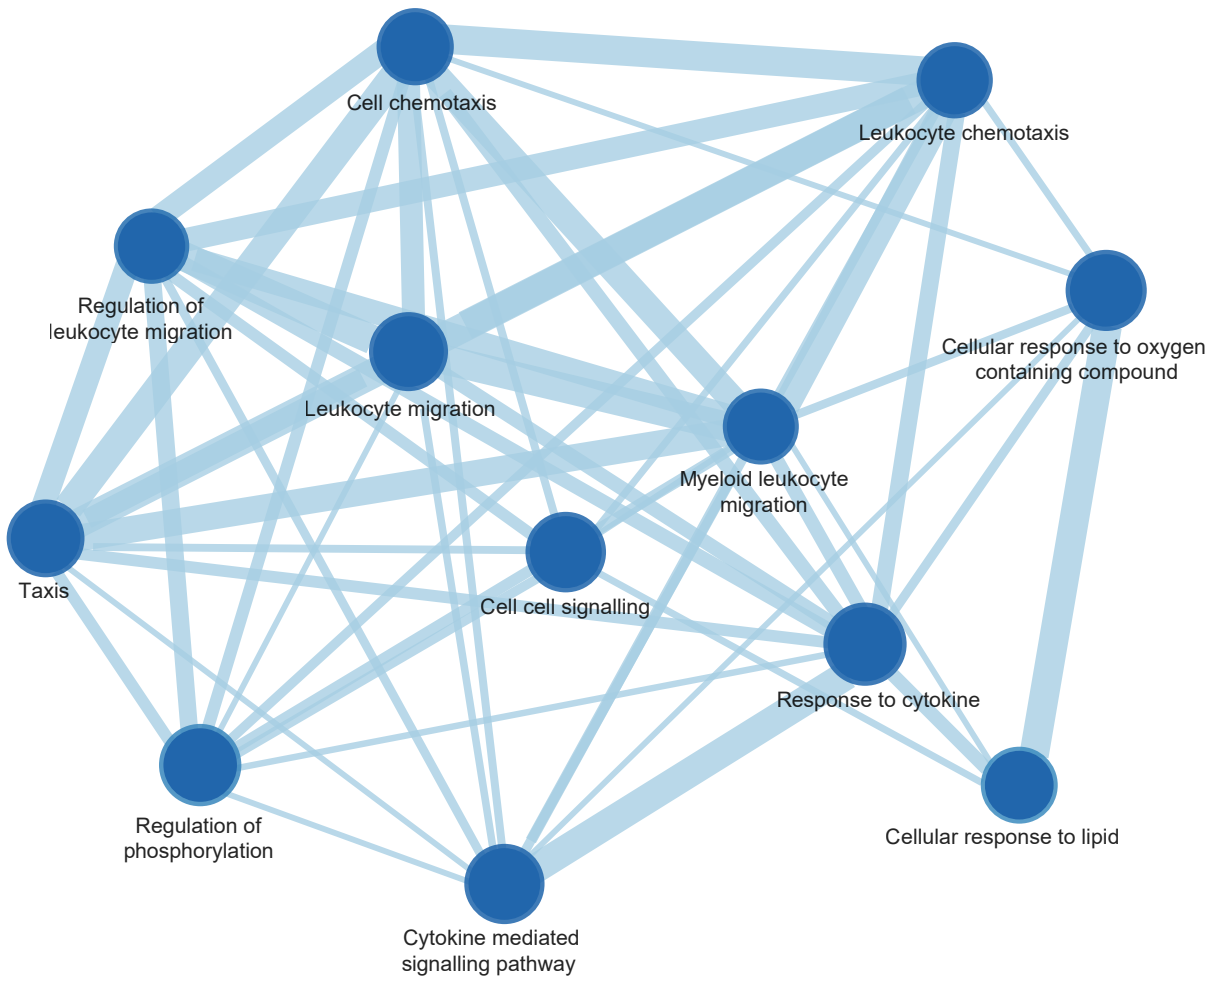 Cell chemotaxis
Leukocyte chemotaxis
Regulation of
leukocyte migration
Cellular response to oxygen
containing compound
Leukocyte migration
Myeloid leukocyte
migration
Taxis
Cell cell signalling
Response to cytokine
Regulation of
phosphorylation
Cellular response to lipid
Cytokine mediated
signalling pathway